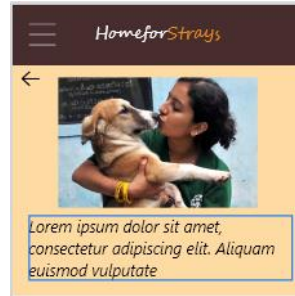 HomeforStrays
Lorem ipsum dolor sit amet,
consectetur adipiscing elit. Aliquam
euismod vulputate